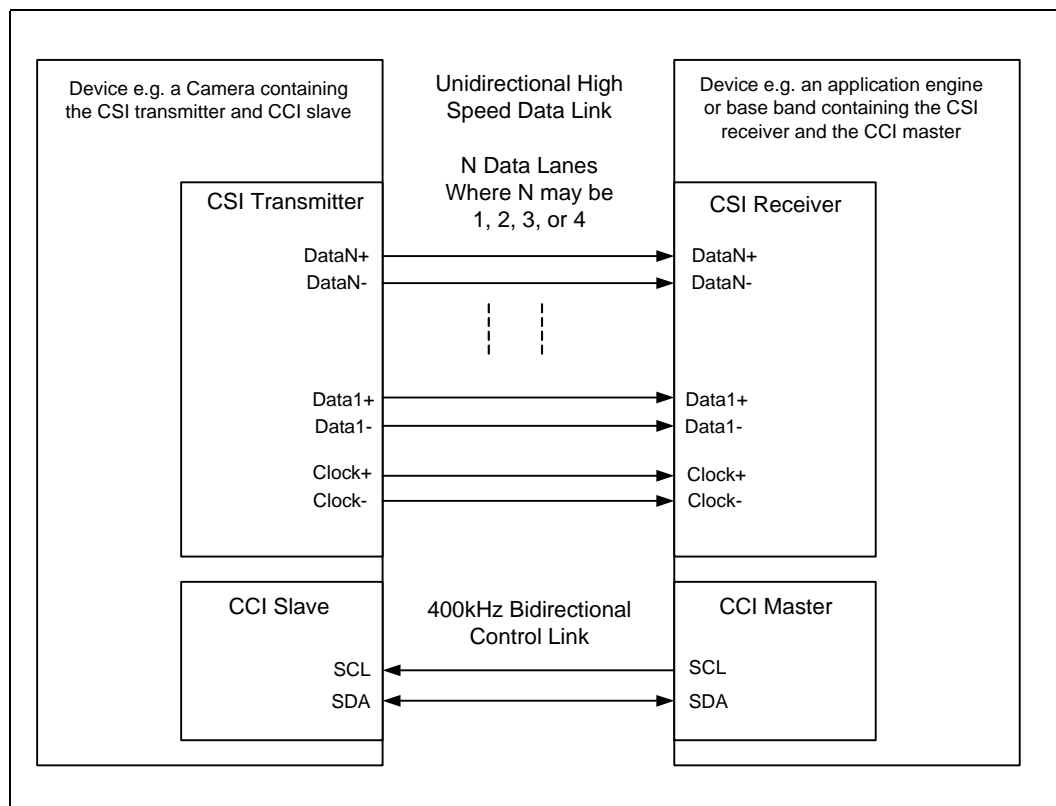 Device e.g. a Camera containing
the CSI transmitter and CCI slave
Unidirectional High
Speed Data Link
N Data Lanes
Where N may be
1, 2, 3, or 4
Device e.g. an application engine
or base band containing the CSI
receiver and the CCI master
CSI Transmitter
DataN+
DataN-
Data1+
Data1-
Clock+
Clock-
CSI Receiver
DataN+
DataN-
Data1+
Data1-
Clock+
Clock-
CCI Slave
SCL
SDA
400kHz Bidirectional
Control Link
CCI Master
SCL
SDA